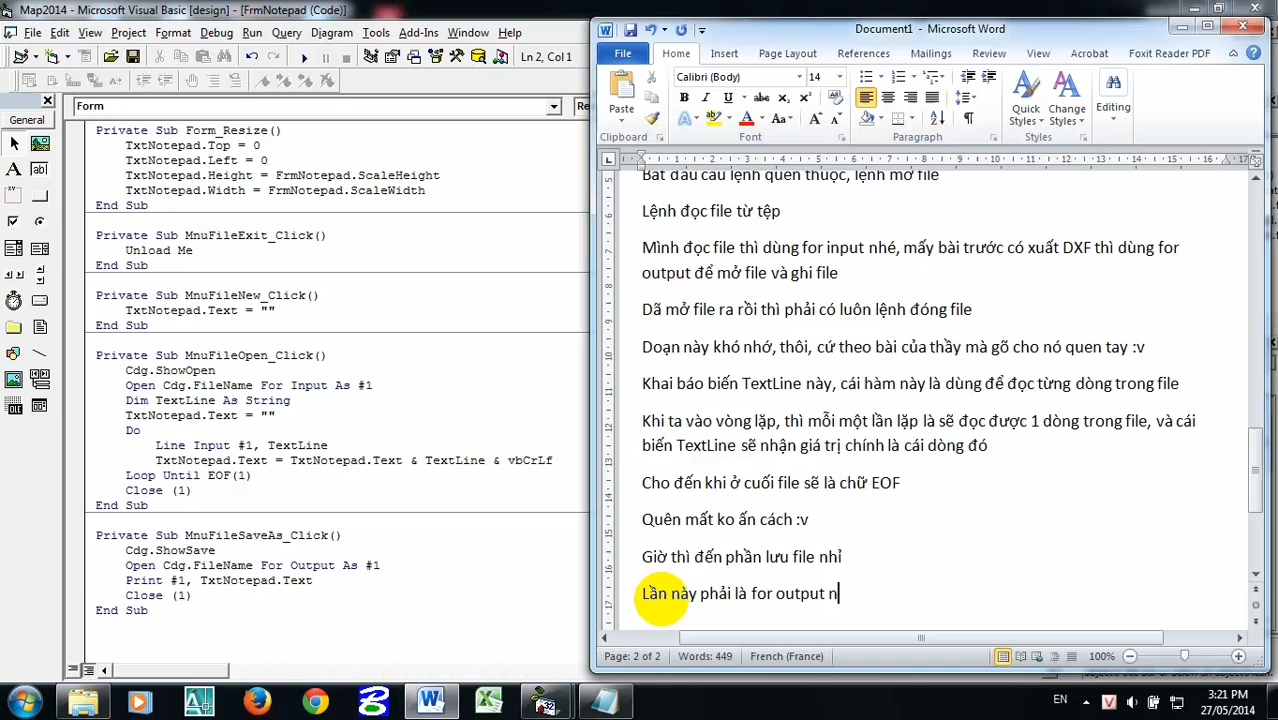 Map2014 - Microsoft Visual Basic [design] - [FrmNotepad (Code)]
File Edit View Project Format Debug Run Query Diagram Tools Add-Ins Window Help
Ln 2, Col 1
General
Form
Private Sub Form_Resize()
TxtNotepad.Top = 0
TxtNotepad.Left = 0
TxtNotepad.Height = FrmNotepad.ScaleHeight
TxtNotepad.Width = FrmNotepad.ScaleWidth
End Sub
Private Sub MnuFileExit_Click()
Unload Me
End Sub
Private Sub MnuFileNew_Click()
TxtNotepad.Text = ""
End Sub
Private Sub MnuFileOpen_Click()
Cdg.ShowOpen
Open Cdg.FileName For Input As #1
Dim TextLine As String
TxtNotepad.Text = ""
Do
Line Input #1, TextLine
TxtNotepad.Text = TxtNotepad.Text & TextLine & vbCrLf
Loop Until EOF(1)
Close (1)
End Sub
Private Sub MnuFileSaveAs_Click()
Cdg.ShowSave
Open Cdg.FileName For Output As #1
Print #1, TxtNotepad.Text
Close (1)
End Sub
Document1 - Microsoft Word
File Home Insert Page Layout References Mailings Review View Acrobat Foxit Reader PDF
Calibri (Body) 14
Paste
Quick Styles
Change Styles
Editing
Clipboard Font Paragraph Styles
Bắt đầu câu lệnh quen thuộc, lệnh mở file
Lệnh đọc file từ tệp
Mình đọc file thì dùng for input nhé, mấy bài trước có xuất DXF thì dùng for
output để mở file và ghi file
Dã mở file ra rồi thì phải có luôn lệnh đóng file
Doạn này khó nhớ, thôi, cứ theo bài của thầy mà gõ cho nó quen tay :v
Khai báo biến TextLine này, cái hàm này là dùng để đọc từng dòng trong file
Khi ta vào vòng lặp, thì mỗi một lần lặp là sẽ đọc được 1 dòng trong file, và cái
biến TextLine sẽ nhận giá trị chính là cái dòng đó
Cho đến khi ở cuối file sẽ là chữ EOF
Quên mất ko ấn cách :v
Giờ thì đến phần lưu file nhỉ
Lần này phải là for output n
Page: 2 of 2 Words: 449 French (France) 100%
EN 3:21 PM
27/05/2014